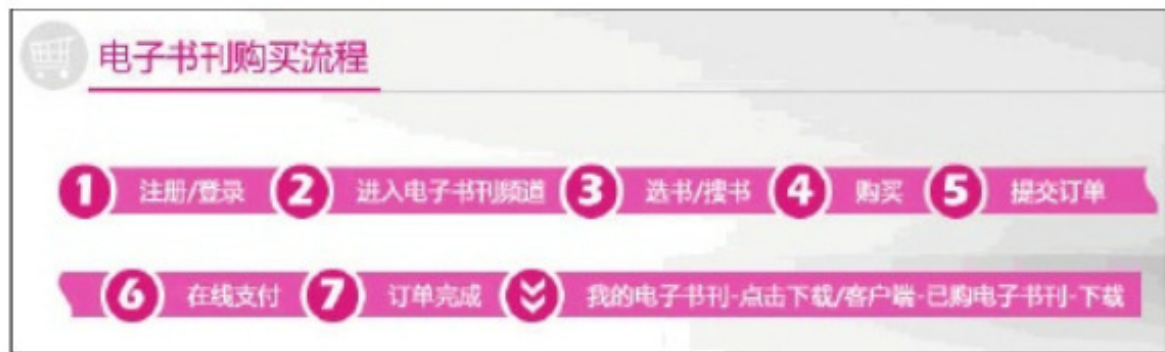 电子书刊购买流程
1 注册/登录 2 进入电子书刊频道 3 选书/搜书 4 购买 5 提交订单
6 在线支付 7 订单完成 我的电子书刊-点击下载/客户端-已购电子书刊-下载